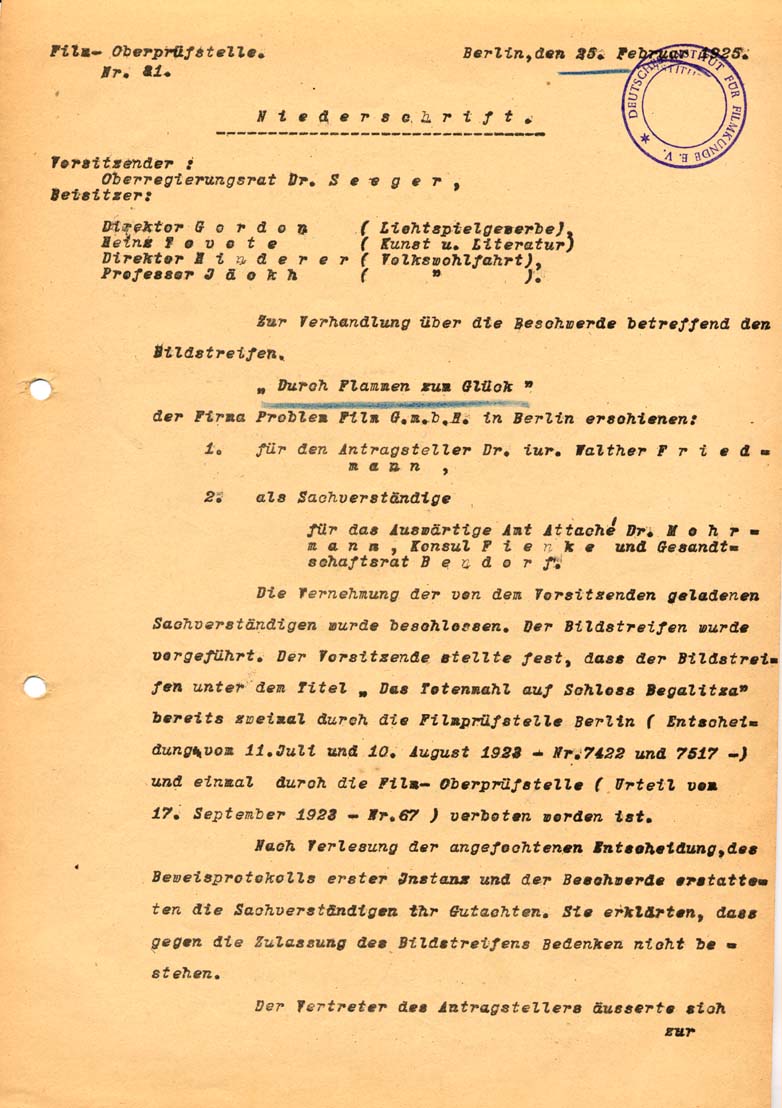 Film- Oberprüfstelle.
Berlin, den 25. Februar 1925.
Nr. 81.
DEUTSCHES INSTITUT FÜR FILMKUNDE E.V.
N i e d e r s c h r i f t .
Vorsitzender :
Oberregierungsrat Dr. S e e g e r ,
Beisitzer:
Direktor G o r d o n ( Lichtspielgewerbe),
Heinz T o v o t e ( Kunst u. Literatur)
Direktor H i n d e r e r ( Volkswohlfahrt),
Professor J ä c k h ( " ).
Zur Verhandlung über die Beschwerde betreffend den
Bildstreifen.
„ Durch Flammen zum Glück "
der Firma Problem Film G.m.b.H. in Berlin erschienen:
1. für den Antragsteller Dr. iur. Walther F r i e d =
m a n n ,
2. als Sachverständige
für das Auswärtige Amt Attaché Dr. M o h r =
m a n n , Konsul F i e n k e und Gesandt=
schaftsrat B e n d o r f.
Die Vernehmung der von dem Vorsitzenden geladenen
Sachverständigen wurde beschlossen. Der Bildstreifen wurde
vorgeführt. Der Vorsitzende stellte fest, dass der Bildstrei=
fen unter dem Titel „ Das Totenmahl auf Schloss Begalitza"
bereits zweimal durch die Filmprüfstelle Berlin ( Entschei=
dung vom 11.Juli und 10. August 1923 - Nr.7422 und 7517 -)
und einmal durch die Film- Oberprüfstelle ( Urteil vom
17. September 1923 - Nr.67 ) verboten worden ist.
Nach Verlesung der angefochtenen Entscheidung,des
Beweisprotokolls erster Instanz und der Beschwerde erstatte=
ten die Sachverständigen ihr Gutachten. Sie erklärten, dass
gegen die Zulassung des Bildstreifens Bedenken nicht be =
stehen.
Der Vertreter des Antragstellers äusserte sich
zur